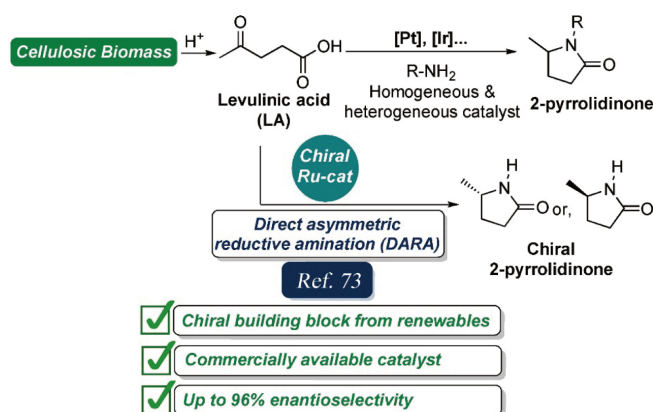 Cellulosic Biomass
H+
O
OH
O
Levulinic acid
(LA)
[Pt], [Ir]...
R-NH₂
Homogeneous &
heterogeneous catalyst
R
N
O
2-pyrrolidinone
Chiral
Ru-cat
Direct asymmetric
reductive amination (DARA)
H
N
O or,
H
N
O
Chiral
2-pyrrolidinone
Ref. 73
Chiral building block from renewables
Commercially available catalyst
Up to 96% enantioselectivity